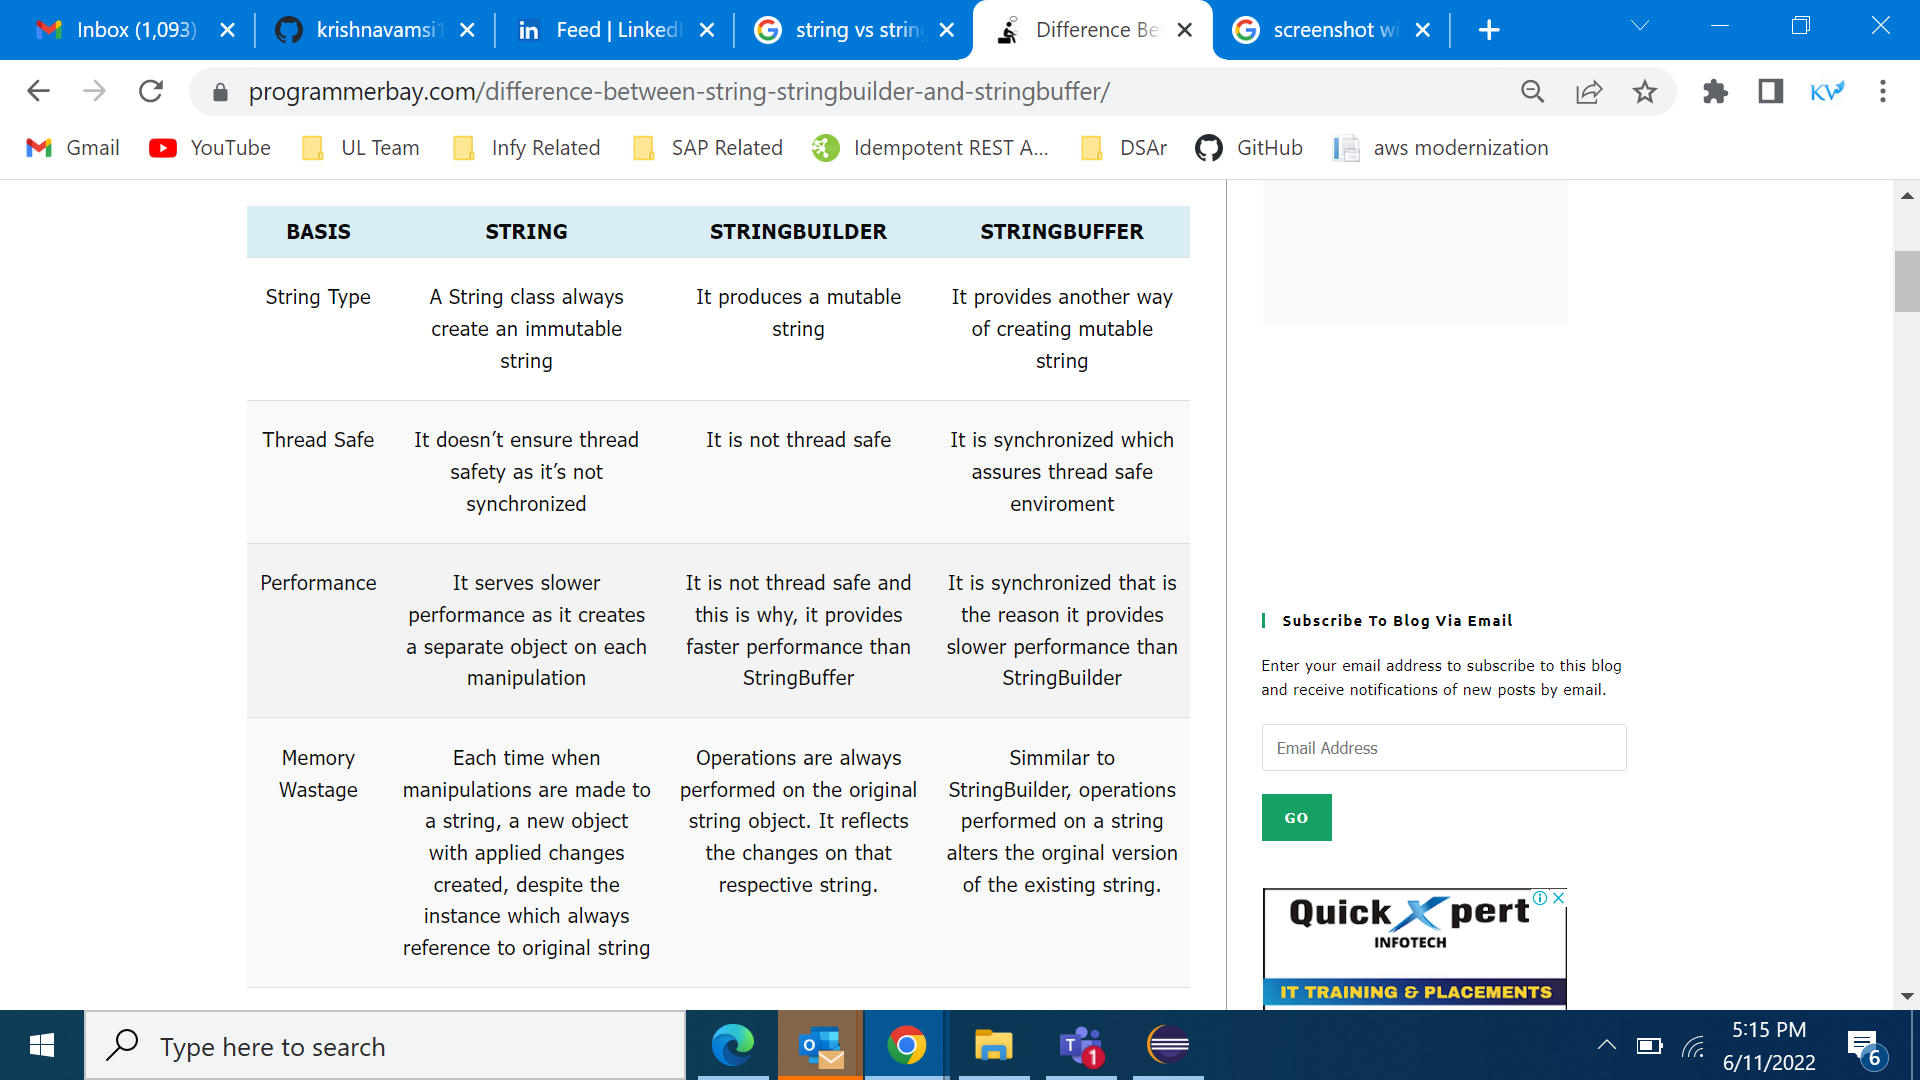 Inbox (1,093)
krishnavamsi1
Feed | LinkedI
string vs strin
Difference Be
screenshot wi
programmerbay.com/difference-between-string-stringbuilder-and-stringbuffer/
KV
Gmail
YouTube
UL Team
Infy Related
SAP Related
Idempotent REST A...
DSAr
GitHub
aws modernization
BASIS STRING STRINGBUILDER STRINGBUFFER
String Type
A String class always
create an immutable
string
It produces a mutable
string
It provides another way
of creating mutable
string
Thread Safe
It doesn’t ensure thread
safety as it’s not
synchronized
It is not thread safe
It is synchronized which
assures thread safe
enviroment
Performance
It serves slower
performance as it creates
a separate object on each
manipulation
It is not thread safe and
this is why, it provides
faster performance than
StringBuffer
It is synchronized that is
the reason it provides
slower performance than
StringBuilder
Memory
Wastage
Each time when
manipulations are made to
a string, a new object
with applied changes
created, despite the
instance which always
reference to original string
Operations are always
performed on the original
string object. It reflects
the changes on that
respective string.
Simmilar to
StringBuilder, operations
performed on a string
alters the orginal version
of the existing string.
Subscribe To Blog Via Email
Enter your email address to subscribe to this blog
and receive notifications of new posts by email.
Email Address
GO
QuickXpert
INFOTECH
IT TRAINING & PLACEMENTS
Type here to search
1
5:15 PM
6/11/2022
6